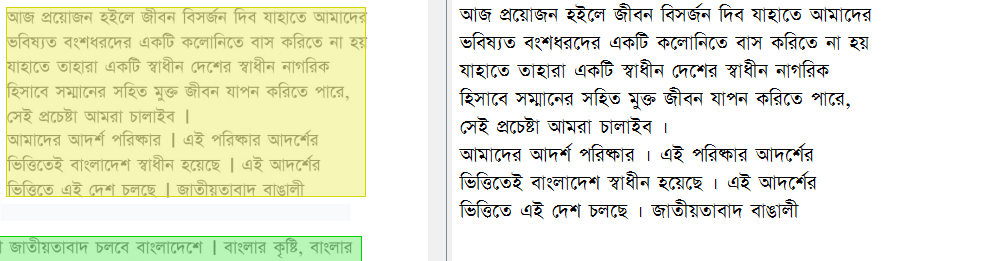 আজ প্রয়োজন হইলে জীবন বিসর্জন দিব যাহাতে আমাদের
ভবিষ্যত বংশধরদের একটি কলোনিতে বাস করিতে না হয়
যাহাতে তাহারা একটি স্বাধীন দেশের স্বাধীন নাগরিক
হিসাবে সম্মানের সহিত মুক্ত জীবন যাপন করিতে পারে,
সেই প্রচেষ্টা আমরা চালাইব |
আমাদের আদর্শ পরিষ্কার | এই পরিষ্কার আদর্শের
ভিত্তিতেই বাংলাদেশ স্বাধীন হয়েছে | এই আদর্শের
ভিত্তিতে এই দেশ চলছে | জাতীয়তাবাদ বাঙালী
জাতীয়তাবাদ চলবে বাংলাদেশে | বাংলার কৃষ্টি, বাংলার
আজ প্রয়োজন হইলে জীবন বিসর্জন দিব যাহাতে আমাদের
ভবিষ্যত বংশধরদের একটি কলোনিতে বাস করিতে না হয়
যাহাতে তাহারা একটি স্বাধীন দেশের স্বাধীন নাগরিক
হিসাবে সম্মানের সহিত মুক্ত জীবন যাপন করিতে পারে,
সেই প্রচেষ্টা আমরা চালাইব ।
আমাদের আদর্শ পরিষ্কার । এই পরিষ্কার আদর্শের
ভিত্তিতেই বাংলাদেশ স্বাধীন হয়েছে । এই আদর্শের
ভিত্তিতে এই দেশ চলছে । জাতীয়তাবাদ বাঙালী